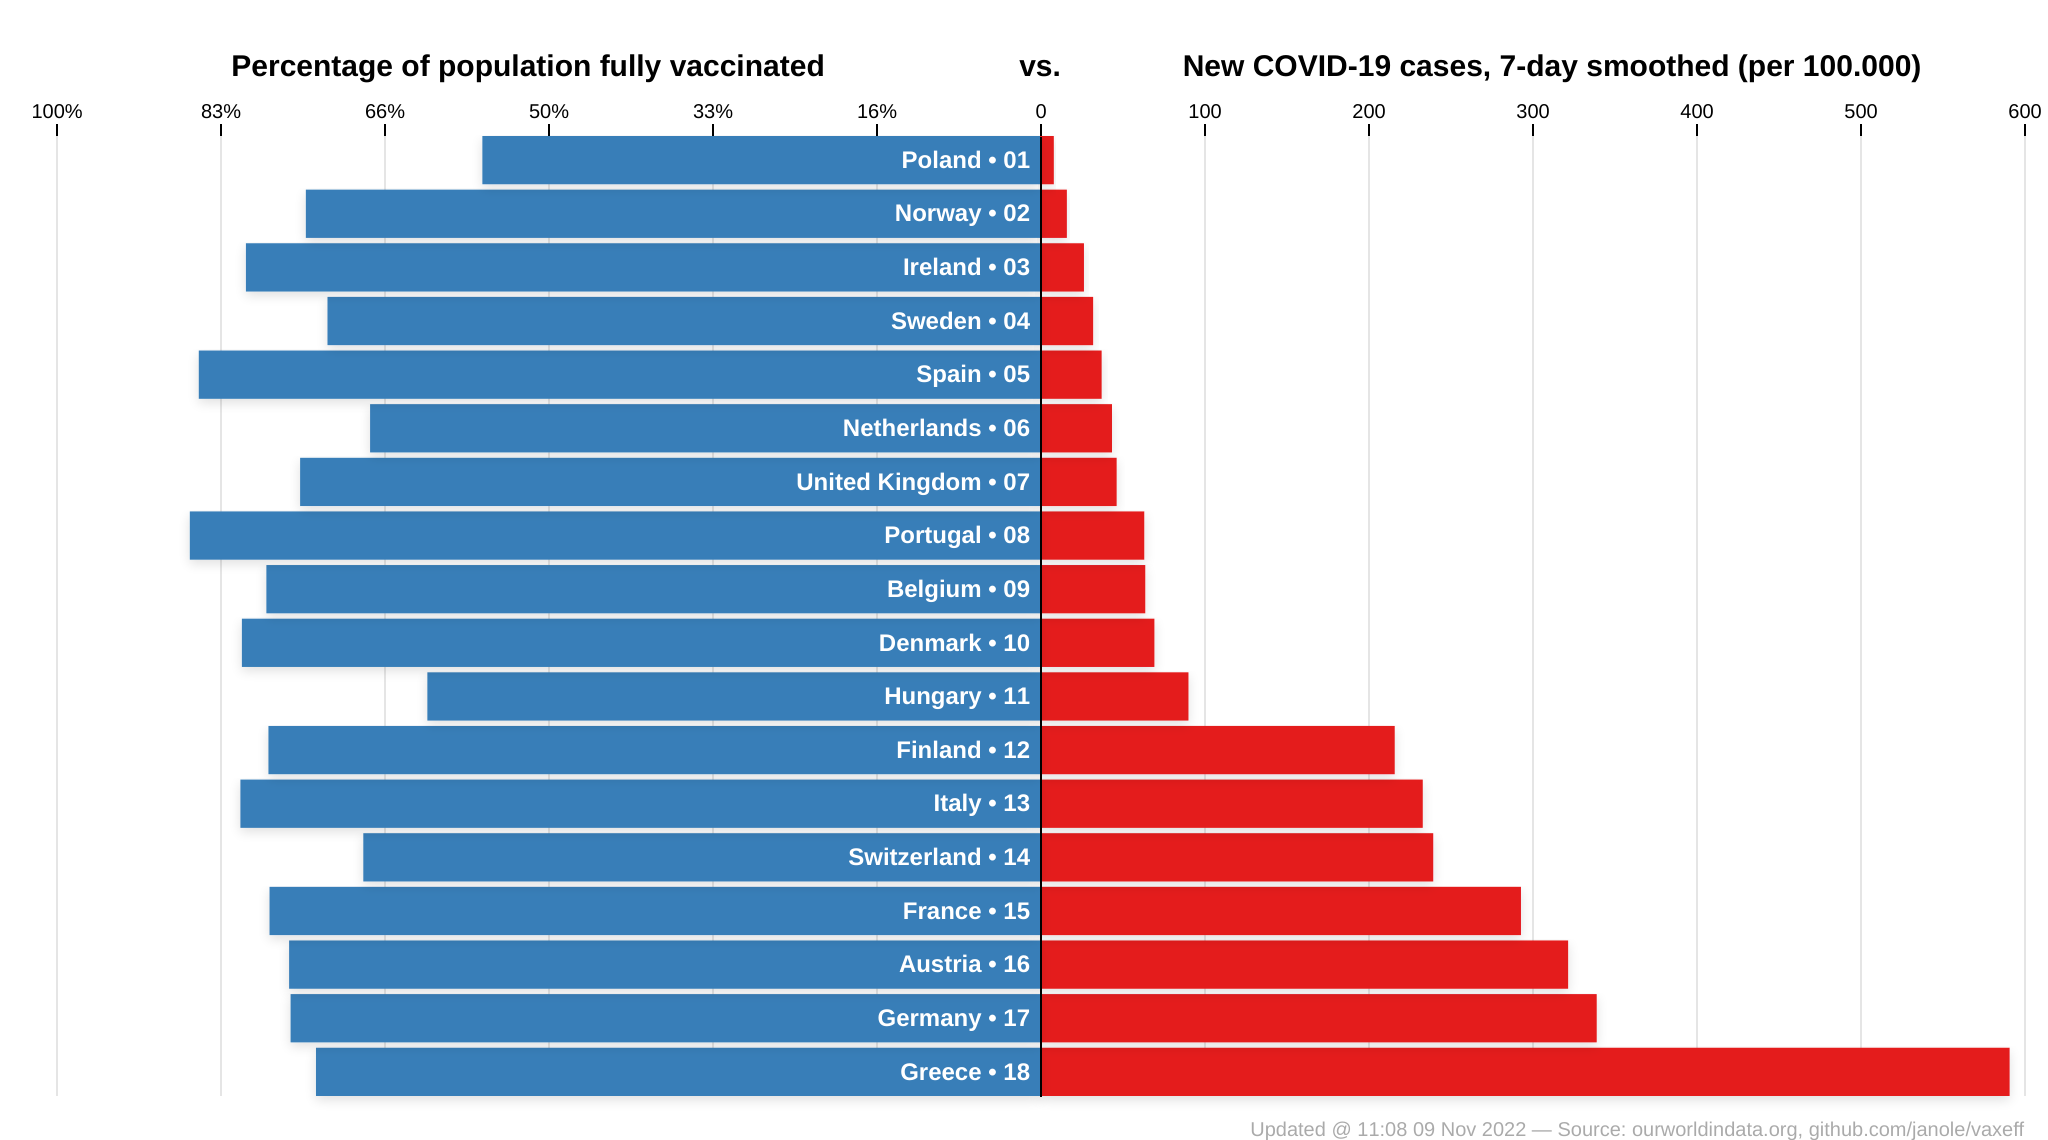 Percentage of population fully vaccinated vs. New COVID-19 cases, 7-day smoothed (per 100.000)
100% 83% 66% 50% 33% 16% 0 100 200 300 400 500 600
Poland • 01
Norway • 02
Ireland • 03
Sweden • 04
Spain • 05
Netherlands • 06
United Kingdom • 07
Portugal • 08
Belgium • 09
Denmark • 10
Hungary • 11
Finland • 12
Italy • 13
Switzerland • 14
France • 15
Austria • 16
Germany • 17
Greece • 18
Updated @ 11:08 09 Nov 2022 — Source: ourworldindata.org, github.com/janole/vaxeff